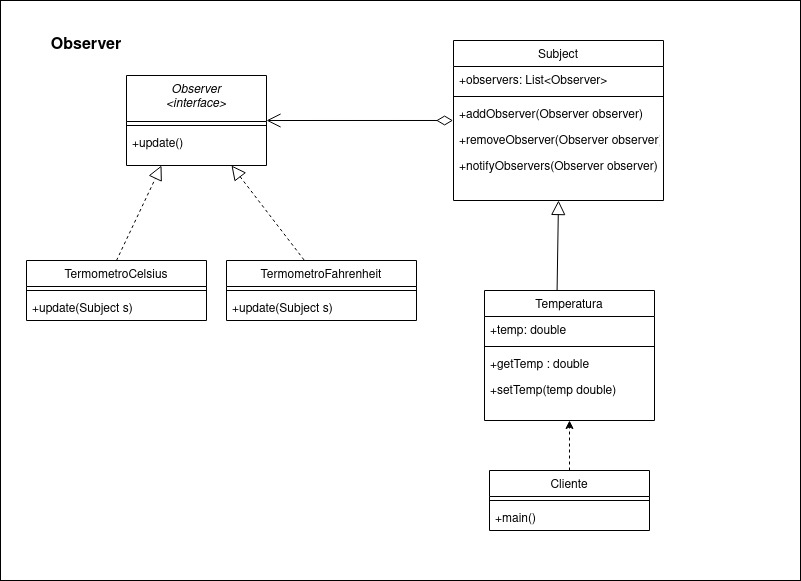 Observer
Observer
<interface>
+update()
Subject
+observers: List<Observer>
+addObserver(Observer observer)
+removeObserver(Observer observer
+notifyObservers(Observer observer)
TermometroCelsius
+update(Subject s)
TermometroFahrenheit
+update(Subject s)
Temperatura
+temp: double
+getTemp : double
+setTemp(temp double)
Cliente
+main()